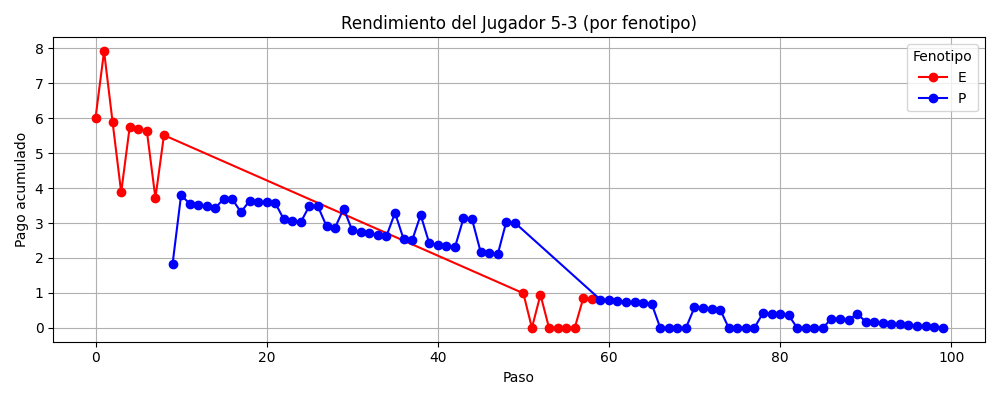 Rendimiento del Jugador 5-3 (por fenotipo)
Pago acumulado
8
7
6
5
4
3
2
1
0
Fenotipo
E
P
0 20 40 60 80 100
Paso